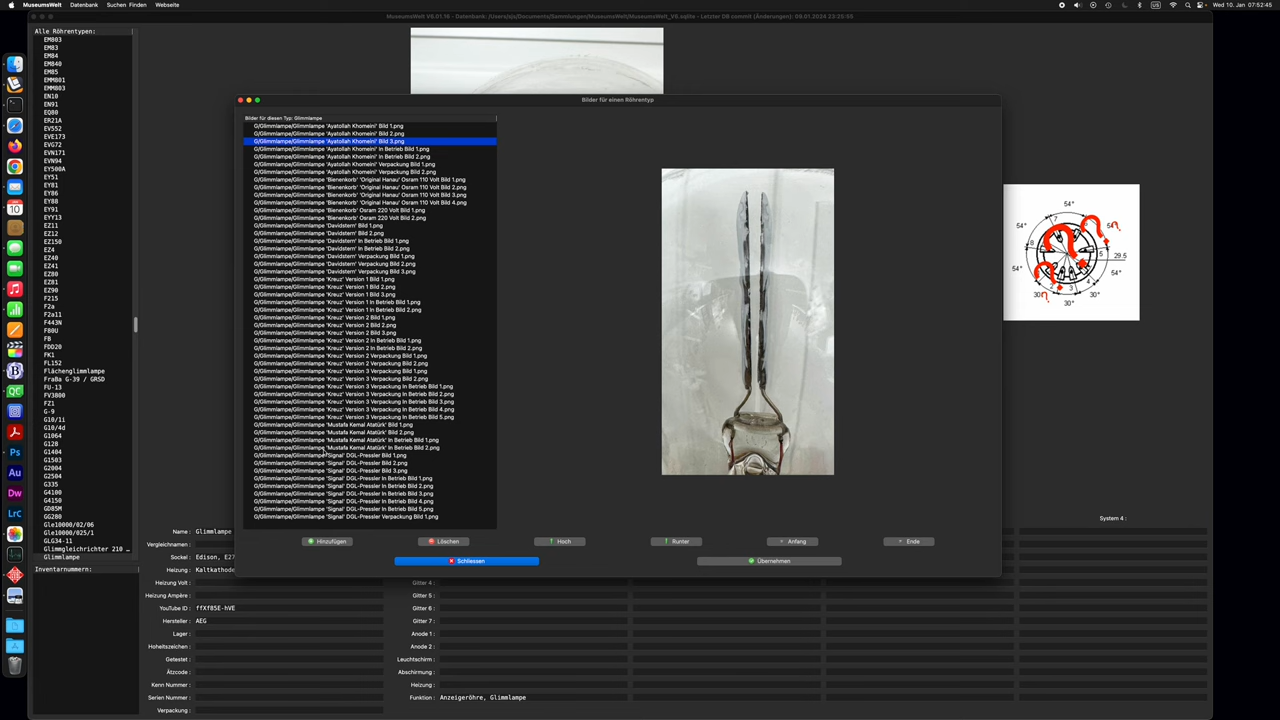 MuseumsWelt Datenbank Suchen Finden Webseite
US
Wed 10. Jan. 07:52:45
MuseumsWelt V6.01.16 - Datenbank: /Users/sjs/Documents/Sammlungen/MuseumsWelt/MuseumsWelt_V6.sqlite - Letzter DB commit (Änderungen): 09.01.2024 23:25:55
Alle Röhrentypen:
EM803
EM83
EM84
EM840
EM85
EMM801
EMM803
EN10
EN91
EQ80
ER21A
EV552
EVE173
EVG72
EVN171
EVN94
EY500A
EY51
EY81
EY86
EY88
EY91
EYY13
EZ11
EZ12
EZ150
EZ4
EZ40
EZ41
EZ80
EZ81
EZ90
F215
F2a
F2a11
F443N
F80U
FB
FDD20
FK1
FL152
Flächenglimmlampe
FraBa G-39 / GRSD
FU-13
FV3800
FZ1
G-9
G10/1i
G10/4d
G1064
G128
G1404
G1503
G2004
G2504
G335
G4100
G4150
GD85M
GG280
Gle10000/02/06
Gle10000/025/1
GLG34-11
Glimmgleichrichter 210 …
Glimmlampe
Inventarnummern:
Bilder für einen Röhrentyp
Bilder für diesen Typ: Glimmlampe
G/Glimmlampe/Glimmlampe 'Ayatollah Khomeini' Bild 1.png
G/Glimmlampe/Glimmlampe 'Ayatollah Khomeini' Bild 2.png
G/Glimmlampe/Glimmlampe 'Ayatollah Khomeini' Bild 3.png
G/Glimmlampe/Glimmlampe 'Ayatollah Khomeini' In Betrieb Bild 1.png
G/Glimmlampe/Glimmlampe 'Ayatollah Khomeini' In Betrieb Bild 2.png
G/Glimmlampe/Glimmlampe 'Ayatollah Khomeini' Verpackung Bild 1.png
G/Glimmlampe/Glimmlampe 'Ayatollah Khomeini' Verpackung Bild 2.png
G/Glimmlampe/Glimmlampe 'Bienenkorb' 'Original Hanau' Osram 110 Volt Bild 1.png
G/Glimmlampe/Glimmlampe 'Bienenkorb' 'Original Hanau' Osram 110 Volt Bild 2.png
G/Glimmlampe/Glimmlampe 'Bienenkorb' 'Original Hanau' Osram 110 Volt Bild 3.png
G/Glimmlampe/Glimmlampe 'Bienenkorb' 'Original Hanau' Osram 110 Volt Bild 4.png
G/Glimmlampe/Glimmlampe 'Bienenkorb' Osram 220 Volt Bild 1.png
G/Glimmlampe/Glimmlampe 'Bienenkorb' Osram 220 Volt Bild 2.png
G/Glimmlampe/Glimmlampe 'Davidstern' Bild 1.png
G/Glimmlampe/Glimmlampe 'Davidstern' Bild 2.png
G/Glimmlampe/Glimmlampe 'Davidstern' In Betrieb Bild 1.png
G/Glimmlampe/Glimmlampe 'Davidstern' In Betrieb Bild 2.png
G/Glimmlampe/Glimmlampe 'Davidstern' Verpackung Bild 1.png
G/Glimmlampe/Glimmlampe 'Davidstern' Verpackung Bild 2.png
G/Glimmlampe/Glimmlampe 'Davidstern' Verpackung Bild 3.png
G/Glimmlampe/Glimmlampe 'Kreuz' Version 1 Bild 1.png
G/Glimmlampe/Glimmlampe 'Kreuz' Version 1 Bild 2.png
G/Glimmlampe/Glimmlampe 'Kreuz' Version 1 Bild 3.png
G/Glimmlampe/Glimmlampe 'Kreuz' Version 1 In Betrieb Bild 1.png
G/Glimmlampe/Glimmlampe 'Kreuz' Version 1 In Betrieb Bild 2.png
G/Glimmlampe/Glimmlampe 'Kreuz' Version 2 Bild 1.png
G/Glimmlampe/Glimmlampe 'Kreuz' Version 2 Bild 2.png
G/Glimmlampe/Glimmlampe 'Kreuz' Version 2 Bild 3.png
G/Glimmlampe/Glimmlampe 'Kreuz' Version 2 In Betrieb Bild 1.png
G/Glimmlampe/Glimmlampe 'Kreuz' Version 2 In Betrieb Bild 2.png
G/Glimmlampe/Glimmlampe 'Kreuz' Version 2 Verpackung Bild 1.png
G/Glimmlampe/Glimmlampe 'Kreuz' Version 2 Verpackung Bild 2.png
G/Glimmlampe/Glimmlampe 'Kreuz' Version 3 Verpackung Bild 1.png
G/Glimmlampe/Glimmlampe 'Kreuz' Version 3 Verpackung Bild 2.png
G/Glimmlampe/Glimmlampe 'Kreuz' Version 3 Verpackung In Betrieb Bild 1.png
G/Glimmlampe/Glimmlampe 'Kreuz' Version 3 Verpackung In Betrieb Bild 2.png
G/Glimmlampe/Glimmlampe 'Kreuz' Version 3 Verpackung In Betrieb Bild 3.png
G/Glimmlampe/Glimmlampe 'Kreuz' Version 3 Verpackung In Betrieb Bild 4.png
G/Glimmlampe/Glimmlampe 'Kreuz' Version 3 Verpackung In Betrieb Bild 5.png
G/Glimmlampe/Glimmlampe 'Mustafa Kemal Atatürk' Bild 1.png
G/Glimmlampe/Glimmlampe 'Mustafa Kemal Atatürk' Bild 2.png
G/Glimmlampe/Glimmlampe 'Mustafa Kemal Atatürk' In Betrieb Bild 1.png
G/Glimmlampe/Glimmlampe 'Mustafa Kemal Atatürk' In Betrieb Bild 2.png
G/Glimmlampe/Glimmlampe 'Signal' DGL-Pressler Bild 1.png
G/Glimmlampe/Glimmlampe 'Signal' DGL-Pressler Bild 2.png
G/Glimmlampe/Glimmlampe 'Signal' DGL-Pressler Bild 3.png
G/Glimmlampe/Glimmlampe 'Signal' DGL-Pressler In Betrieb Bild 1.png
G/Glimmlampe/Glimmlampe 'Signal' DGL-Pressler In Betrieb Bild 2.png
G/Glimmlampe/Glimmlampe 'Signal' DGL-Pressler In Betrieb Bild 3.png
G/Glimmlampe/Glimmlampe 'Signal' DGL-Pressler In Betrieb Bild 4.png
G/Glimmlampe/Glimmlampe 'Signal' DGL-Pressler In Betrieb Bild 5.png
G/Glimmlampe/Glimmlampe 'Signal' DGL-Pressler Verpackung Bild 1.png
Hinzufügen Löschen Hoch Runter Anfang Ende
Schliessen Übernehmen
54° 54°
7
54° 8 5 29.5
54° 54°
3 4
30° 30°
30°
System 4 :
Name : Glimmlampe
Vergleichnamen :
Sockel : Edison, E27
Heizung : Kaltkathode
Heizung Volt :
Heizung Ampère :
YouTube ID : ffXfB5E-hVE
Hersteller : AEG
Lager :
Hoheitszeichen :
Getestet :
Ätzcode :
Kenn Nummer :
Serien Nummer :
Verpackung :
Gitter 4 :
Gitter 5 :
Gitter 6 :
Gitter 7 :
Anode 1 :
Anode 2 :
Leuchtschirm :
Abschirmung :
Heizung :
Funktion : Anzeigeröhre, Glimmlampe